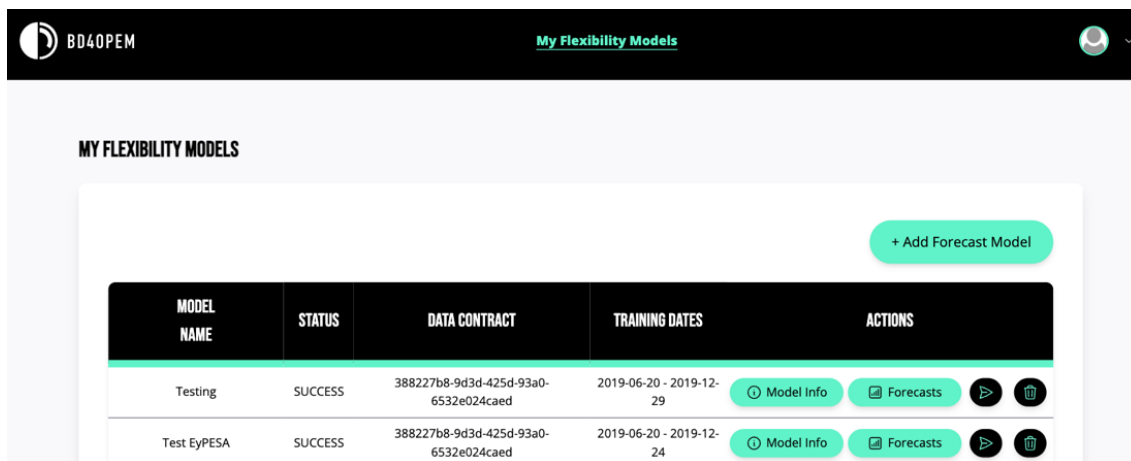 BD4OPEM
My Flexibility Models
MY FLEXIBILITY MODELS
+ Add Forecast Model
MODEL
NAME
STATUS
DATA CONTRACT
TRAINING DATES
ACTIONS
Testing
SUCCESS
388227b8-9d3d-425d-93a0-
6532e024caed
2019-06-20 - 2019-12-
29
Model Info
Forecasts
Test EyPESA
SUCCESS
388227b8-9d3d-425d-93a0-
6532e024caed
2019-06-20 - 2019-12-
24
Model Info
Forecasts